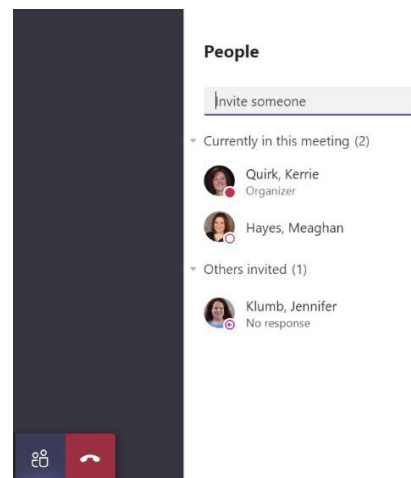 People
Invite someone
Currently in this meeting (2)
Quirk, Kerrie
Organizer
Hayes, Meaghan
Others invited (1)
Klumb, Jennifer
No response